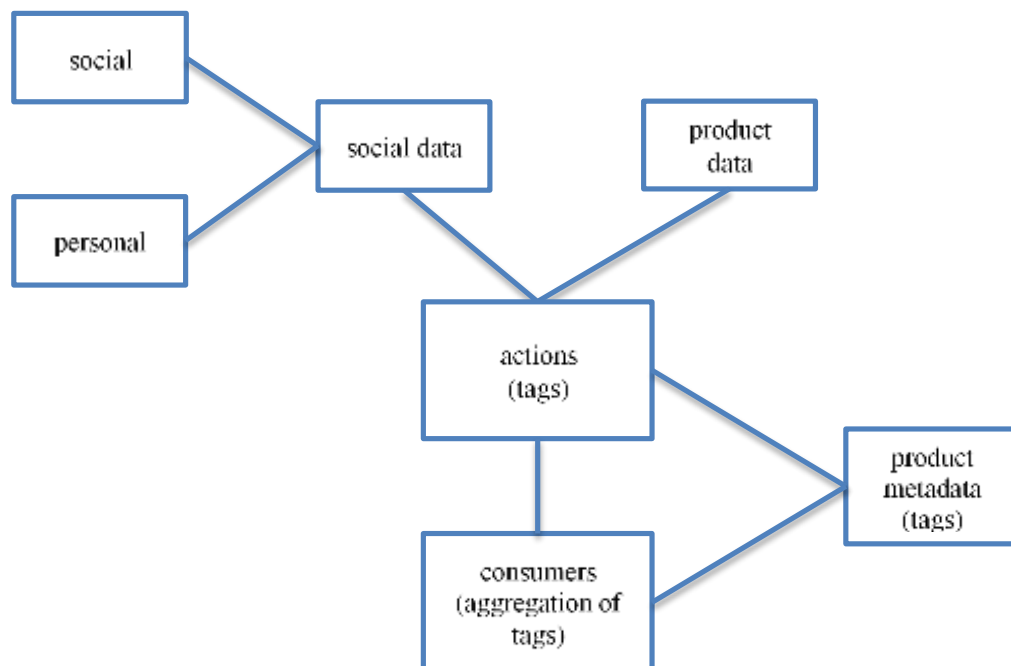 social
social data
product
data
personal
actions
(tags)
product
metadata
(tags)
consumers
(aggregation of
tags)